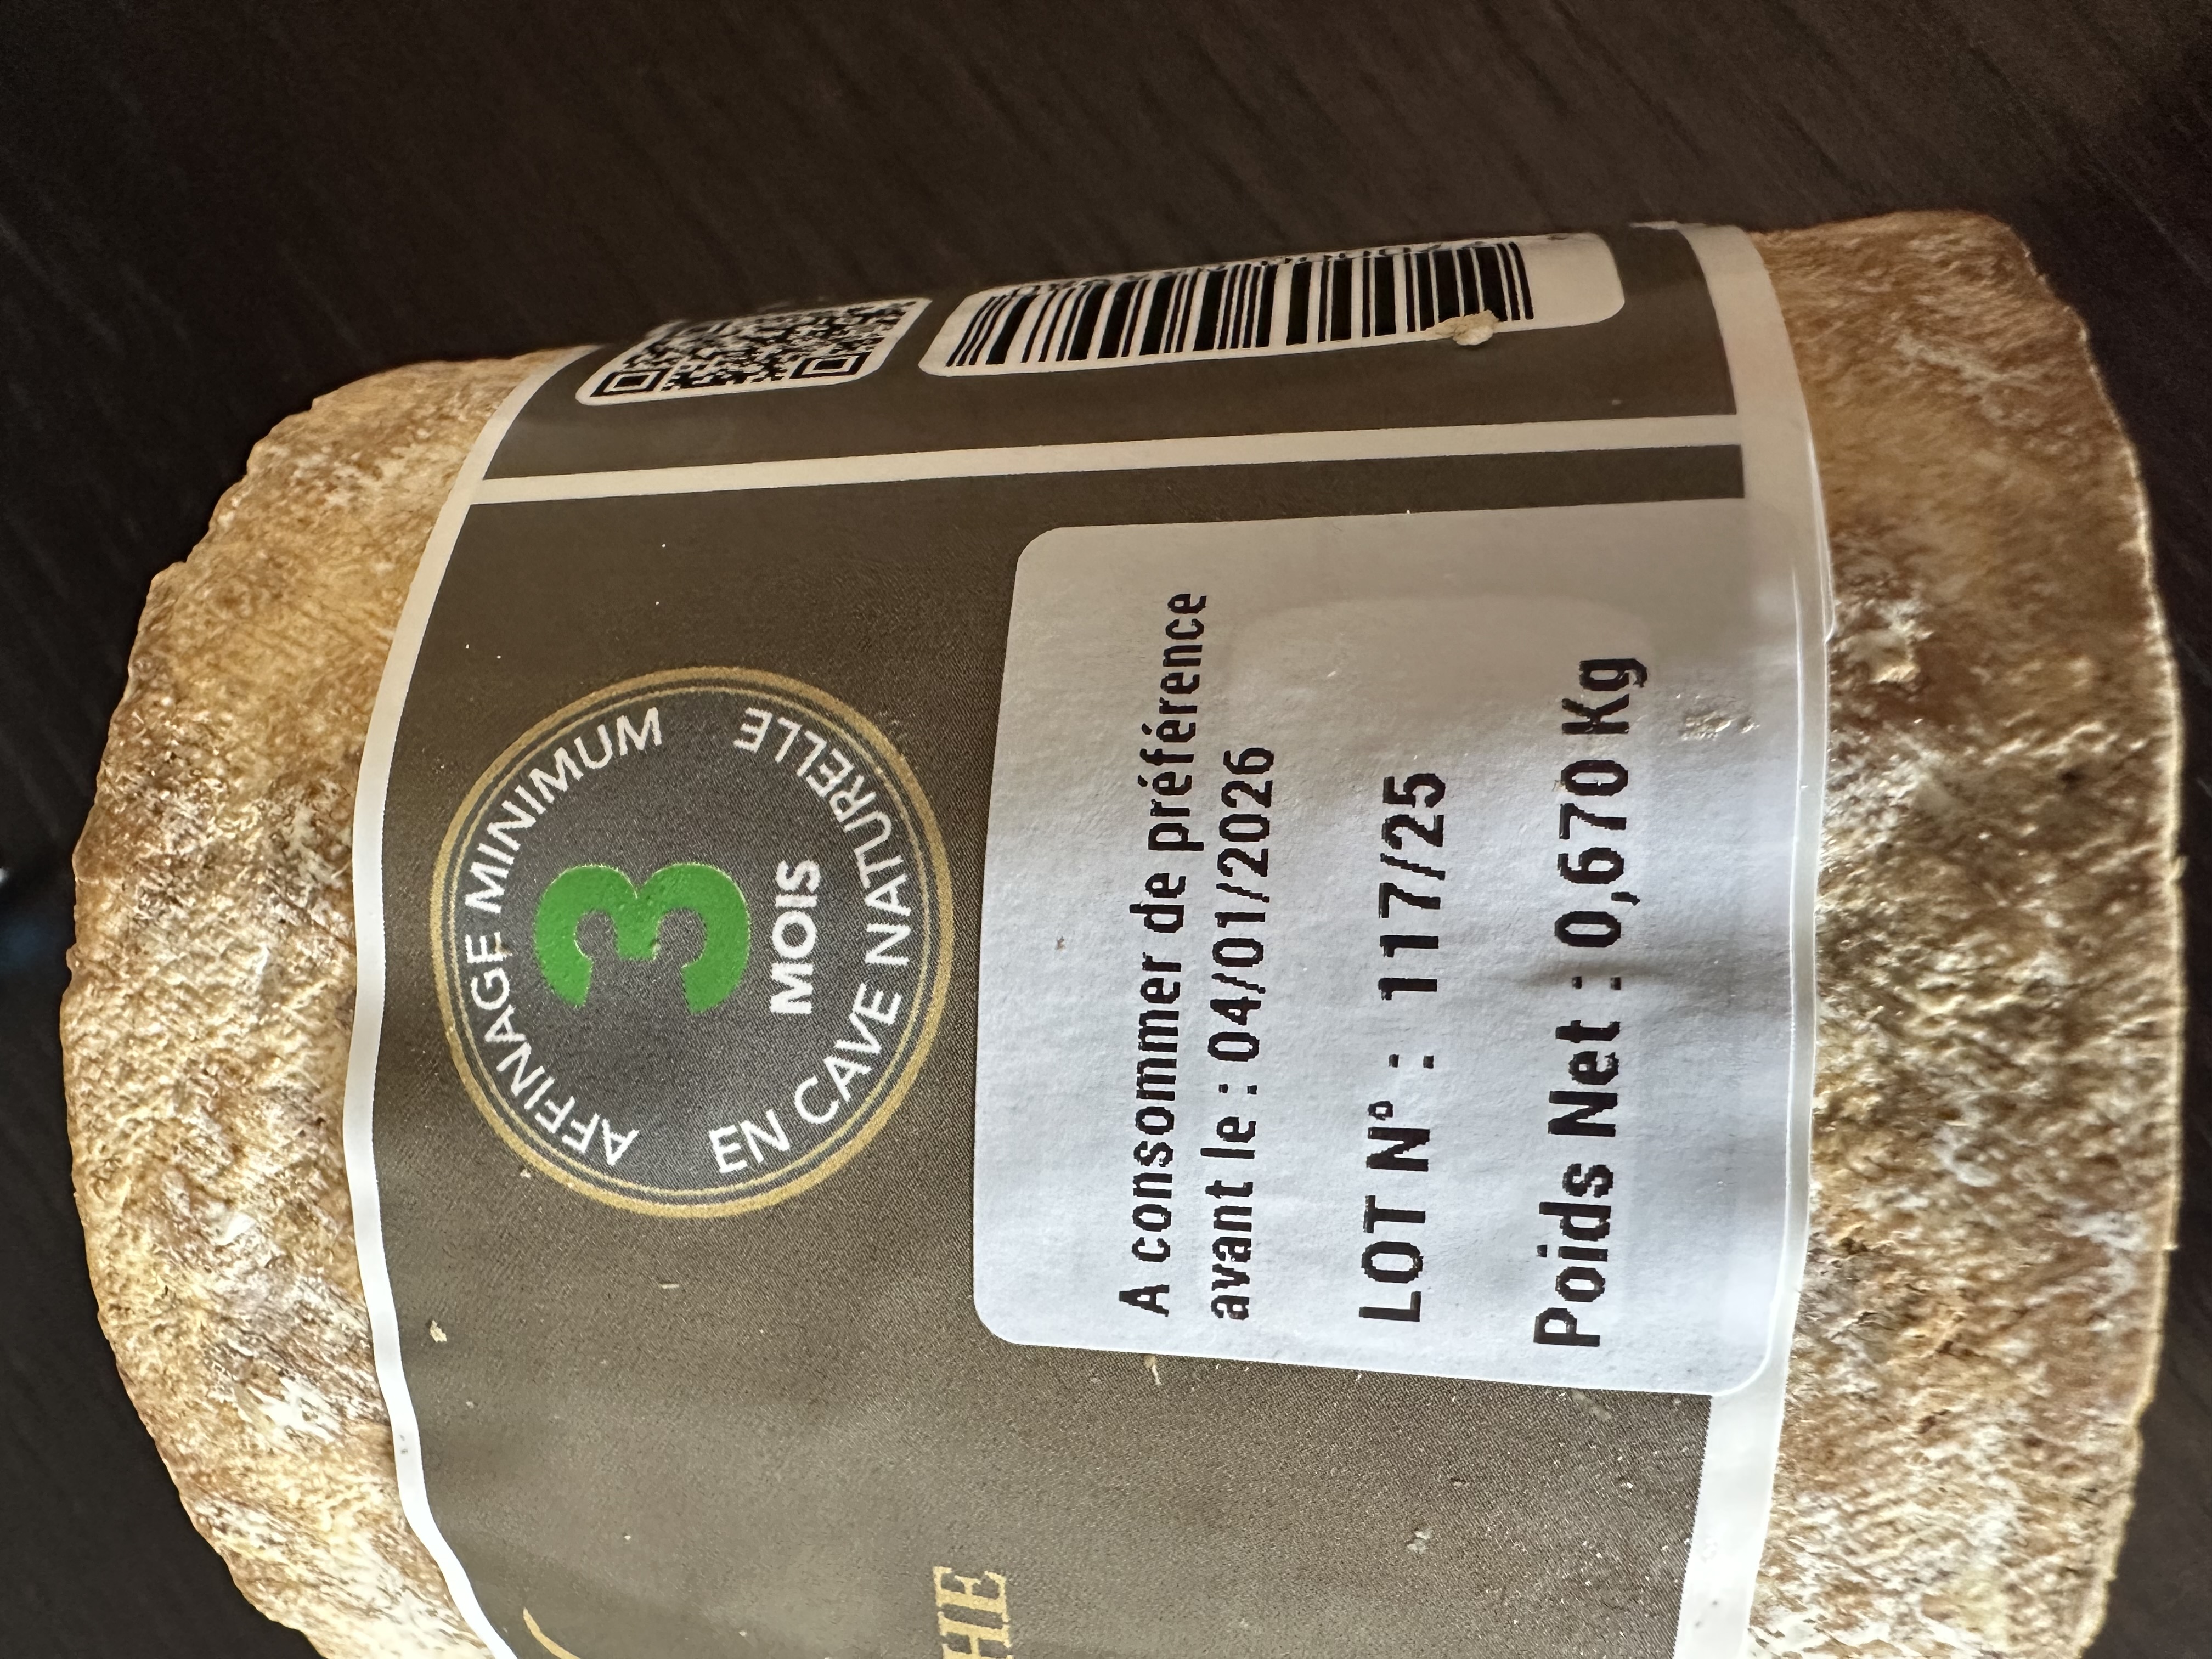 AFFINAGE MINIMUM
3
MOIS
EN CAVE NATURELLE
A consommer de préférence
avant le : 04/01/2026
LOT N° : 117/25
Poids Net : 0,670 Kg